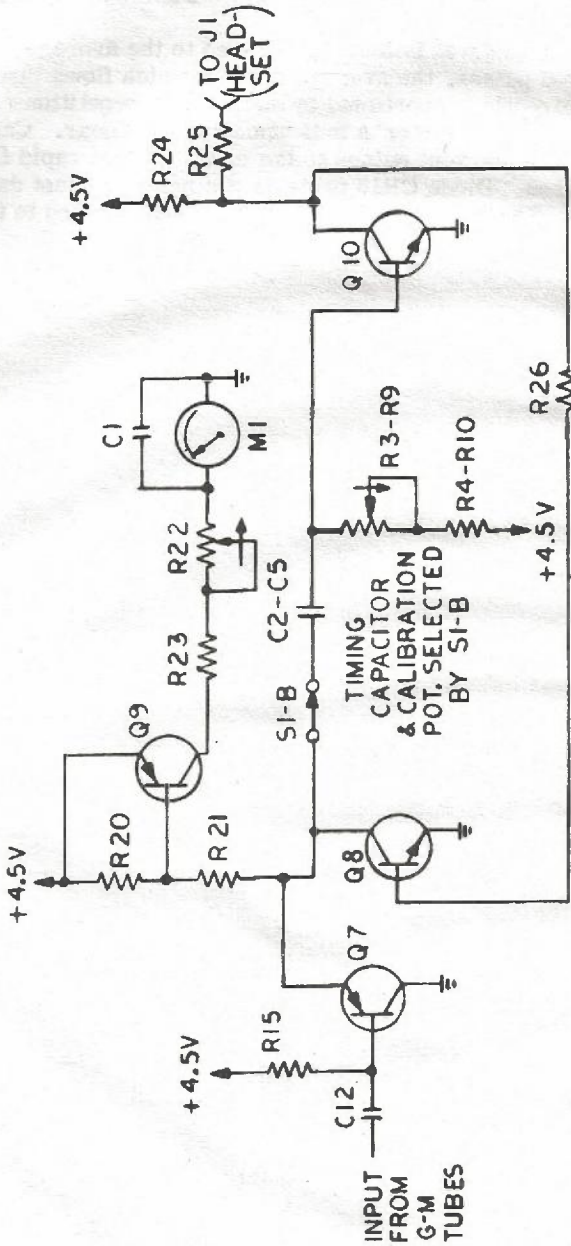 +4.5V
R24
R25
TO J1
(HEAD-)
SET
C1
M1
R22
R23
Q9
+4.5V
R20
R21
Q10
R26
R3-R9
R4-R10
+4.5V
C2-C5
S1-B
TIMING
CAPACITOR
& CALIBRATION
POT. SELECTED
BY S1-B
Q8
Q7
+4.5V
R15
C12
INPUT
FROM
G-M
TUBES